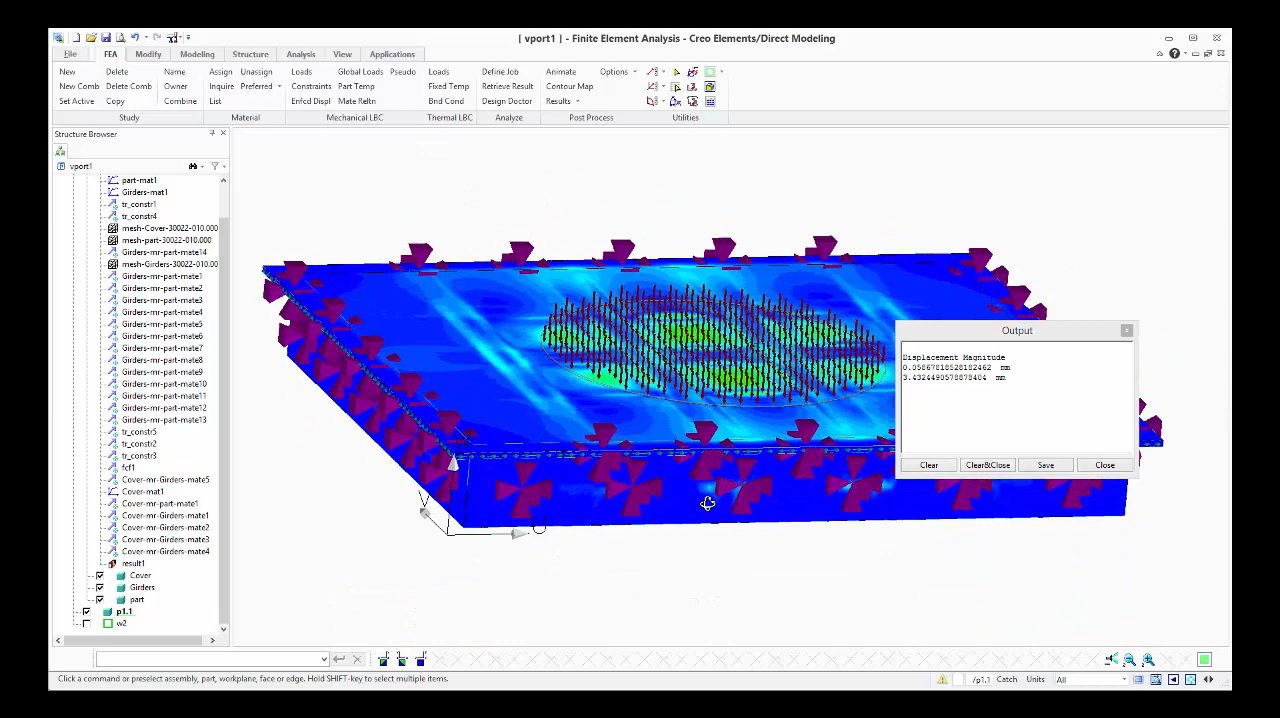 [ vport1 ] - Finite Element Analysis - Creo Elements/Direct Modeling
File FEA Modify Modeling Structure Analysis View Applications
New Delete Name Assign Unassign Loads Global Loads Pseudo Loads Define Job Animate Options
New Comb Delete Comb Owner Inquire Preferred Constraints Part Temp Fixed Temp Retrieve Result Contour Map
Set Active Copy Combine List Enfcd Displ Mate Reltn Bnd Cond Design Doctor Results
Study Material Mechanical LBC Thermal LBC Analyze Post Process Utilities
Structure Browser
vport1
part-mat1
Girders-mat1
tr_constr1
tr_constr4
mesh-Cover-30022-010.000
mesh-part-30022-010.000
Girders-mr-part-mate14
mesh-Girders-30022-010.00
Girders-mr-part-mate1
Girders-mr-part-mate2
Girders-mr-part-mate3
Girders-mr-part-mate4
Girders-mr-part-mate5
Girders-mr-part-mate6
Girders-mr-part-mate7
Girders-mr-part-mate8
Girders-mr-part-mate9
Girders-mr-part-mate10
Girders-mr-part-mate11
Girders-mr-part-mate12
Girders-mr-part-mate13
tr_constr5
tr_constr2
tr_constr3
fcf1
Cover-mr-Girders-mate5
Cover-mat1
Cover-mr-part-mate1
Cover-mr-Girders-mate1
Cover-mr-Girders-mate2
Cover-mr-Girders-mate3
Cover-mr-Girders-mate4
result1
Cover
Girders
part
p1.1
w2
Output
Displacement Magnitude
0.05867818528182462 mm
3.4324490578878404 mm
Clear Clear&Close Save Close
Click a command or preselect assembly, part, workplane, face or edge. Hold SHIFT-key to select multiple items.
/p1.1 Catch Units All